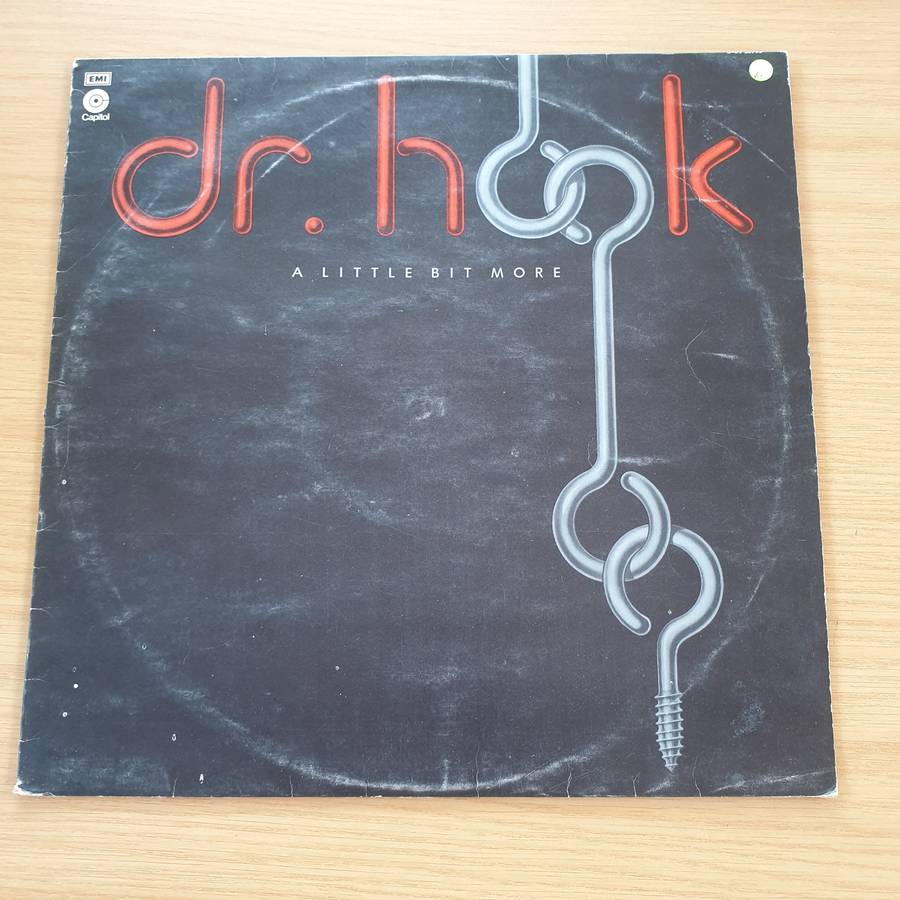 EMI
Capitol
dr. hook
A LITTLE BIT MORE